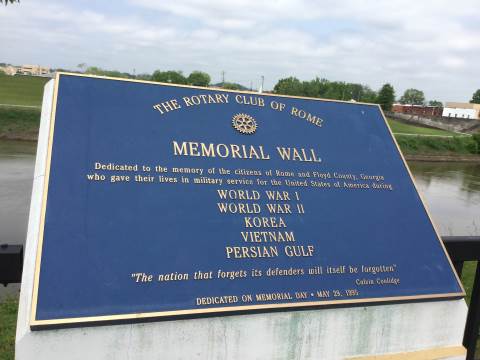 THE ROTARY CLUB OF ROME
MEMORIAL WALL
Dedicated to the memory of the citizens of Rome and Floyd County, Georgia
who gave their lives in military service for the United States of America during
WORLD WAR I
WORLD WAR II
KOREA
VIETNAM
PERSIAN GULF
"The nation that forgets its defenders will itself be forgotten"
Calvin Coolidge
DEDICATED ON MEMORIAL DAY • MAY 29, 1995